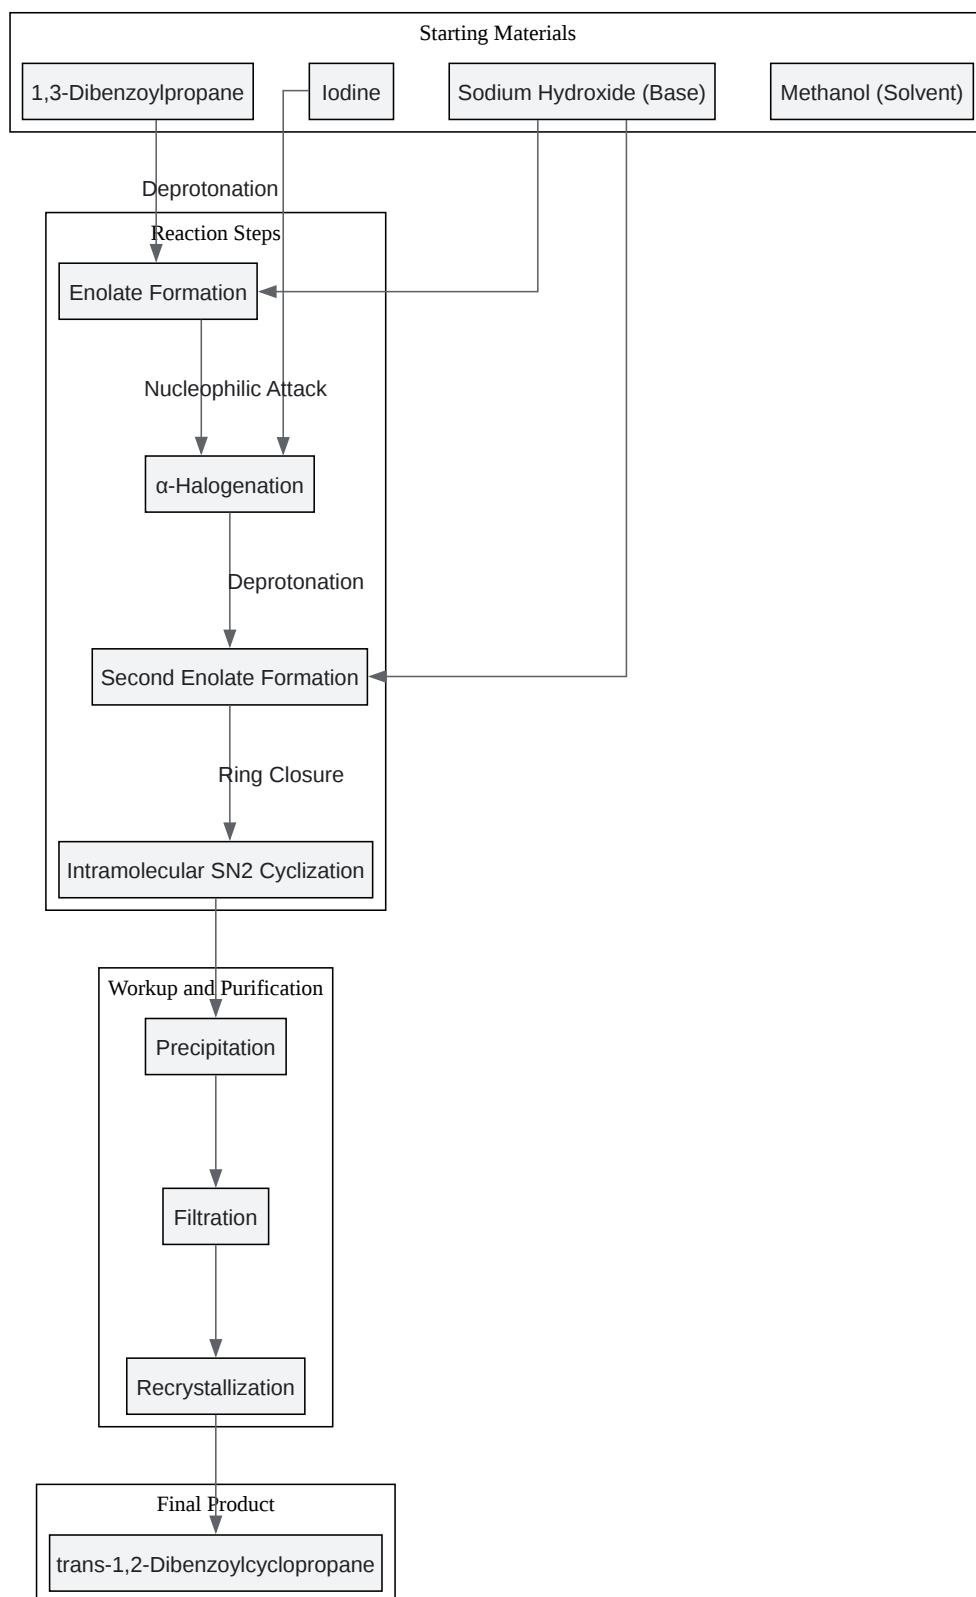 Starting Materials
1,3-Dibenzoylpropane
Iodine
Sodium Hydroxide (Base)
Methanol (Solvent)
Deprotonation
Reaction Steps
Enolate Formation
Nucleophilic Attack
α-Halogenation
Deprotonation
Second Enolate Formation
Ring Closure
Intramolecular SN2 Cyclization
Workup and Purification
Precipitation
Filtration
Recrystallization
Final Product
trans-1,2-Dibenzoylcyclopropane